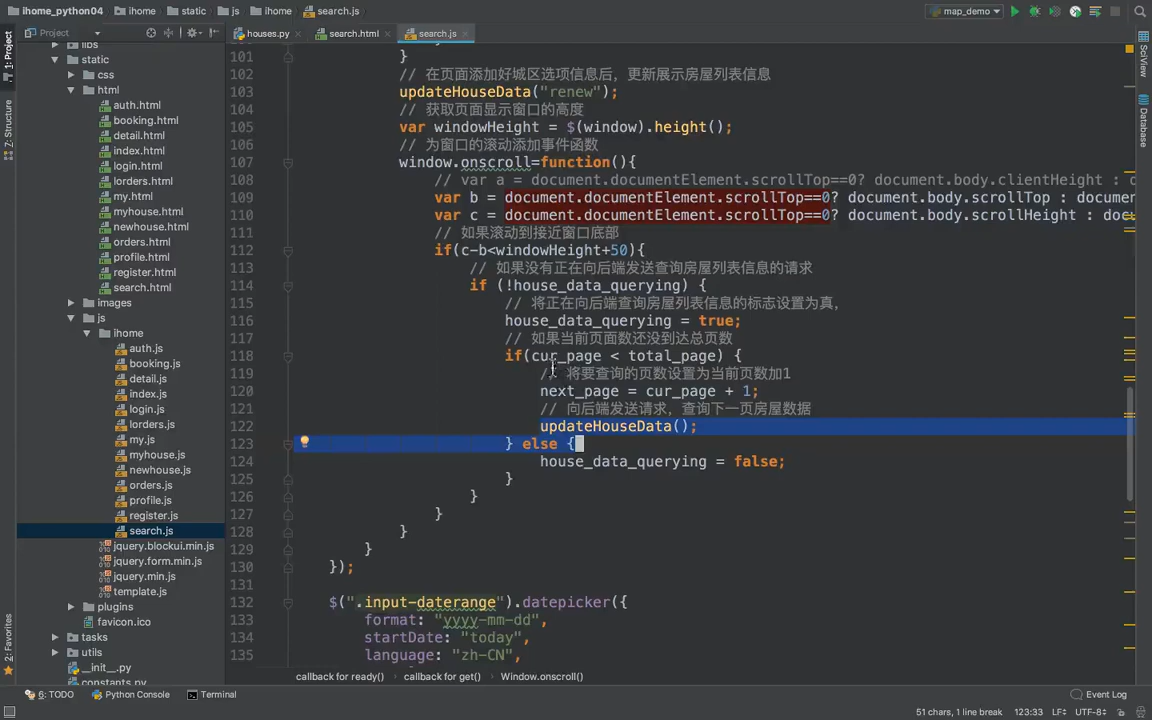 ihome_python04
ihome
static
js
ihome
search.js
map_demo
Project
houses.py
search.html
search.js
libs
static
css
html
auth.html
booking.html
detail.html
index.html
login.html
lorders.html
my.html
myhouse.html
newhouse.html
orders.html
profile.html
register.html
search.html
images
js
ihome
auth.js
booking.js
detail.js
index.js
login.js
lorders.js
my.js
myhouse.js
newhouse.js
orders.js
profile.js
register.js
search.js
jquery.blockui.min.js
jquery.form.min.js
jquery.min.js
template.js
plugins
favicon.ico
tasks
utils
__init__.py
constants.py
1: Project
7: Structure
2: Favorites
101 }
102 // 在页面添加好城区选项信息后，更新展示房屋列表信息
103 updateHouseData("renew");
104 // 获取页面显示窗口的高度
105 var windowHeight = $(window).height();
106 // 为窗口的滚动添加事件函数
107 window.onscroll=function(){
108 // var a = document.documentElement.scrollTop==0? document.body.clientHeight : d
109 var b = document.documentElement.scrollTop==0? document.body.scrollTop : docume
110 var c = document.documentElement.scrollTop==0? document.body.scrollHeight : docu
111 // 如果滚动到接近窗口底部
112 if(c-b<windowHeight+50){
113 // 如果没有正在向后端发送查询房屋列表信息的请求
114 if (!house_data_querying) {
115 // 将正在向后端查询房屋列表信息的标志设置为真，
116 house_data_querying = true;
117 // 如果当前页面数还没到达总页数
118 if(cur_page < total_page) {
119 // 将要查询的页数设置为当前页数加1
120 next_page = cur_page + 1;
121 // 向后端发送请求，查询下一页房屋数据
122 updateHouseData();
123 } else {
124 house_data_querying = false;
125 }
126 }
127 }
128 }
129 }
130 });
131
132 $(".input-daterange").datepicker({
133 format: "yyyy-mm-dd",
134 startDate: "today",
135 language: "zh-CN",
SciView
Database
callback for ready()
callback for get()
Window.onscroll()
6: TODO
Python Console
Terminal
Event Log
51 chars, 1 line break
123:33
LF
UTF-8